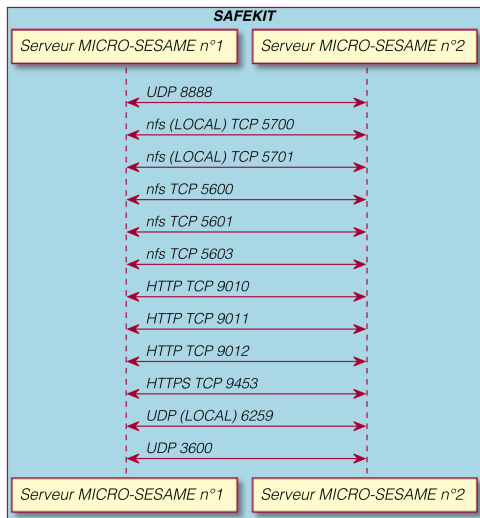 SAFEKIT
Serveur MICRO-SESAME n°1 Serveur MICRO-SESAME n°2
UDP 8888
nfs (LOCAL) TCP 5700
nfs (LOCAL) TCP 5701
nfs TCP 5600
nfs TCP 5601
nfs TCP 5603
HTTP TCP 9010
HTTP TCP 9011
HTTP TCP 9012
HTTPS TCP 9453
UDP (LOCAL) 6259
UDP 3600
Serveur MICRO-SESAME n°1 Serveur MICRO-SESAME n°2